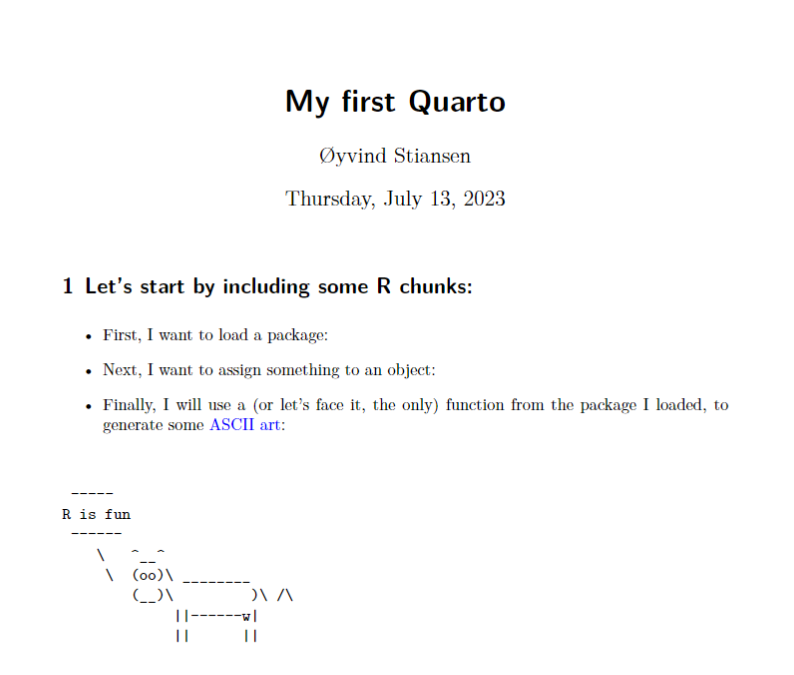 My first Quarto
Øyvind Stiansen
Thursday, July 13, 2023
1 Let's start by including some R chunks:
• First, I want to load a package:
• Next, I want to assign something to an object:
• Finally, I will use a (or let's face it, the only) function from the package I loaded, to
generate some ASCII art:
 -----
R is fun
 ------
    \   ^__^
     \  (oo)\ ________
        (__)\         )\ /\
             ||------w|
             ||      ||